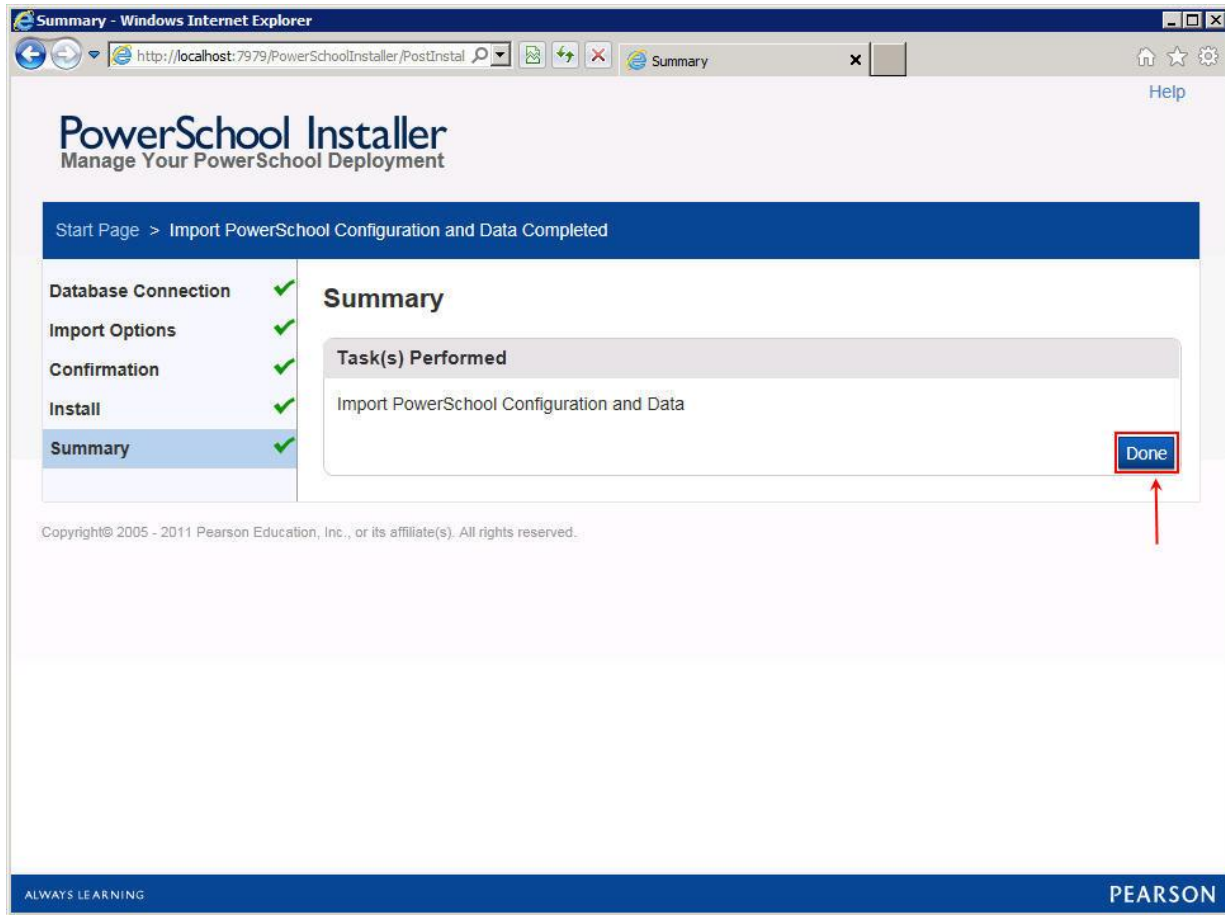 Summary - Windows Internet Explorer
http://localhost:7979/PowerSchoolInstaller/PostInstal
Summary
Help
PowerSchool Installer
Manage Your PowerSchool Deployment
Start Page > Import PowerSchool Configuration and Data Completed
Database Connection
Import Options
Confirmation
Install
Summary
Summary
Task(s) Performed
Import PowerSchool Configuration and Data
Done
Copyright© 2005 - 2011 Pearson Education, Inc., or its affiliate(s). All rights reserved.
ALWAYS LEARNING
PEARSON